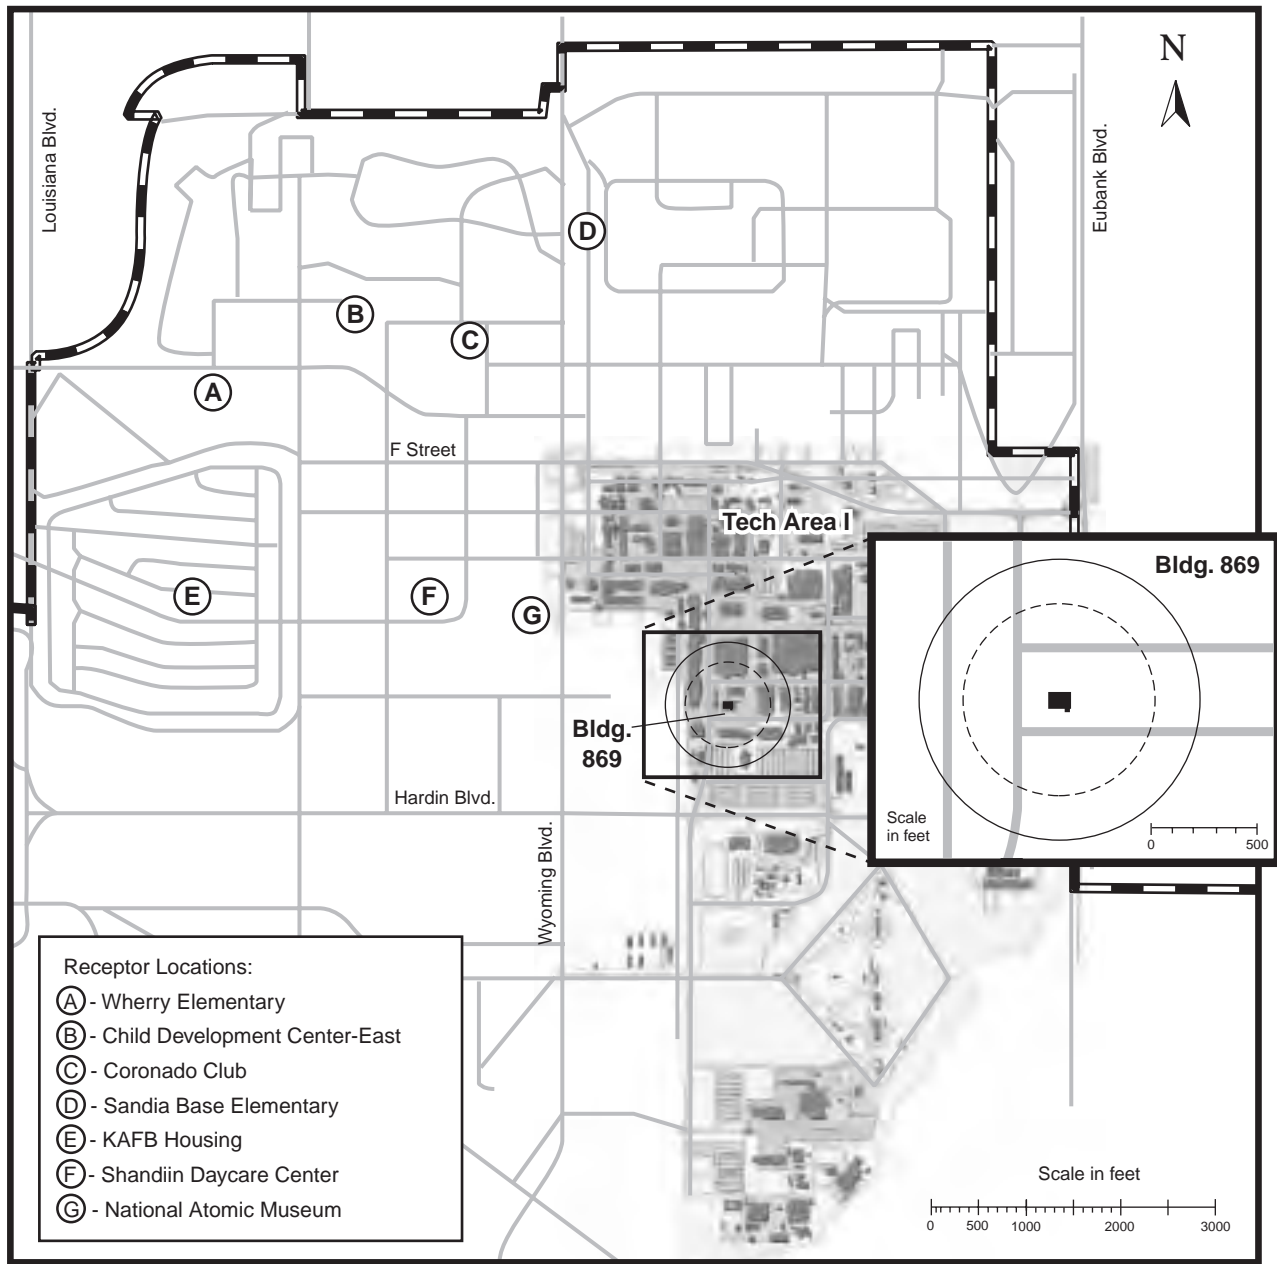 N
Louisiana Blvd.
Eubank Blvd.
D
B
C
A
F Street
Tech Area I
E
F
G
Bldg. 869
Bldg.
869
Scale
in feet
0 500
Hardin Blvd.
Wyoming Blvd.
Receptor Locations:
A - Wherry Elementary
B - Child Development Center-East
C - Coronado Club
D - Sandia Base Elementary
E - KAFB Housing
F - Shandiin Daycare Center
G - National Atomic Museum
Scale in feet
0 500 1000 2000 3000